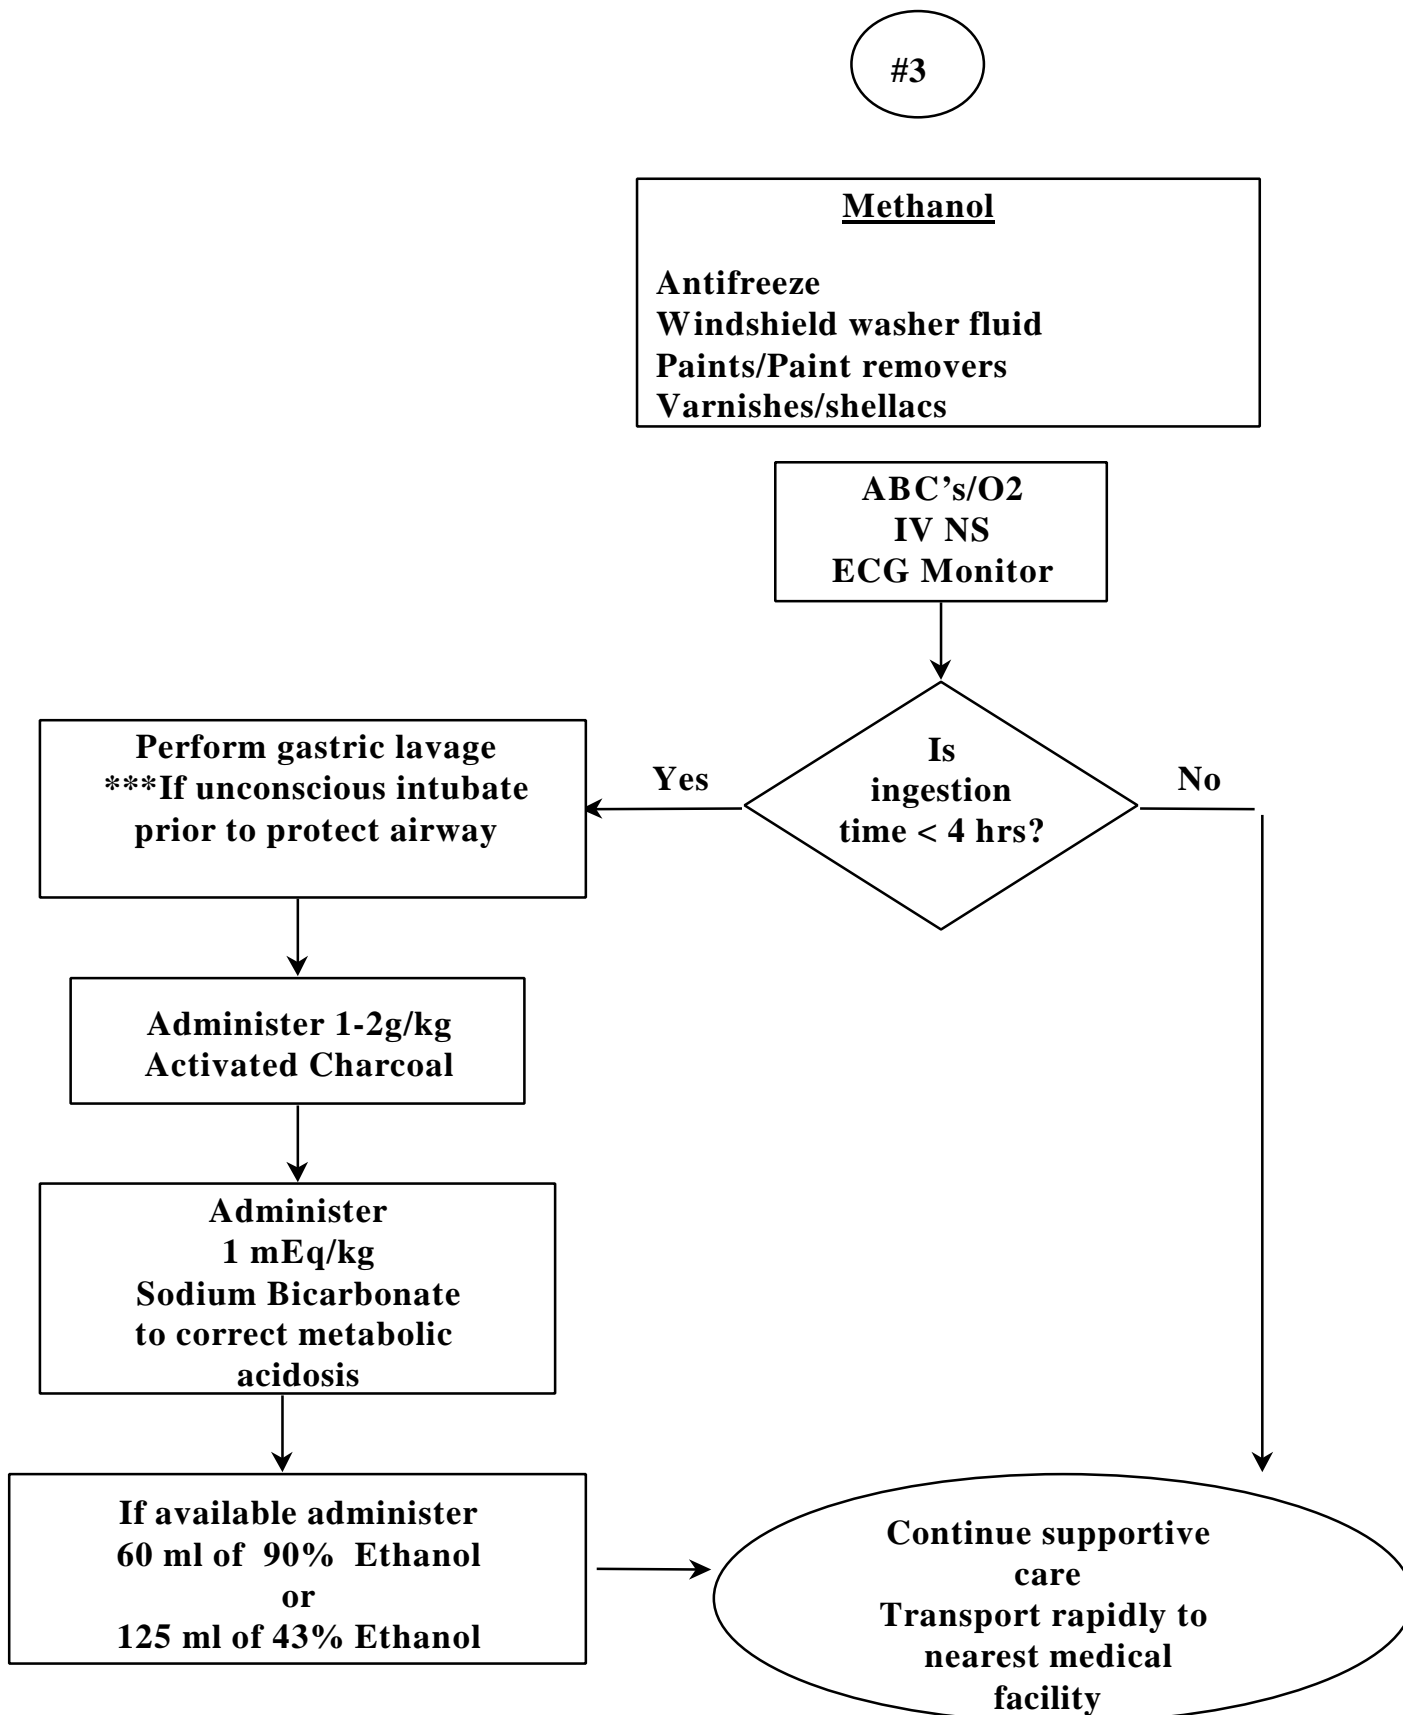 #3
Methanol
Antifreeze
Windshield washer fluid
Paints/Paint removers
Varnishes/shellacs
ABC’s/O2
IV NS
ECG Monitor
Is
ingestion
time < 4 hrs?
Yes
No
Perform gastric lavage
***If unconscious intubate
prior to protect airway
Administer 1-2g/kg
Activated Charcoal
Administer
1 mEq/kg
Sodium Bicarbonate
to correct metabolic
acidosis
If available administer
60 ml of 90% Ethanol
or
125 ml of 43% Ethanol
Continue supportive
care
Transport rapidly to
nearest medical
facility